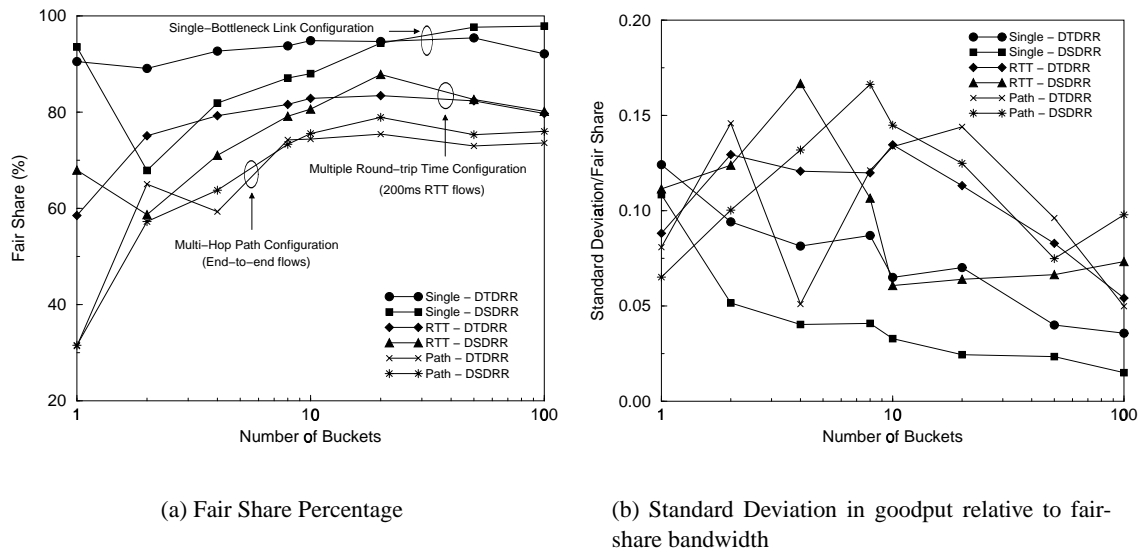 100
80
60
40
20
Fair Share (%)
Single−Bottleneck Link Configuration
Multiple Round−trip Time Configuration
(200ms RTT flows)
Multi−Hop Path Configuration
(End−to−end flows)
Single − DTDRR
Single − DSDRR
RTT − DTDRR
RTT − DSDRR
Path − DTDRR
Path − DSDRR
1 10 100
Number of Buckets
(a) Fair Share Percentage
0.20
0.15
0.10
0.05
0.00
Standard Deviation/Fair Share
Single − DTDRR
Single − DSDRR
RTT − DTDRR
RTT − DSDRR
Path − DTDRR
Path − DSDRR
1 10 100
Number of Buckets
(b) Standard Deviation in goodput relative to fair-
share bandwidth